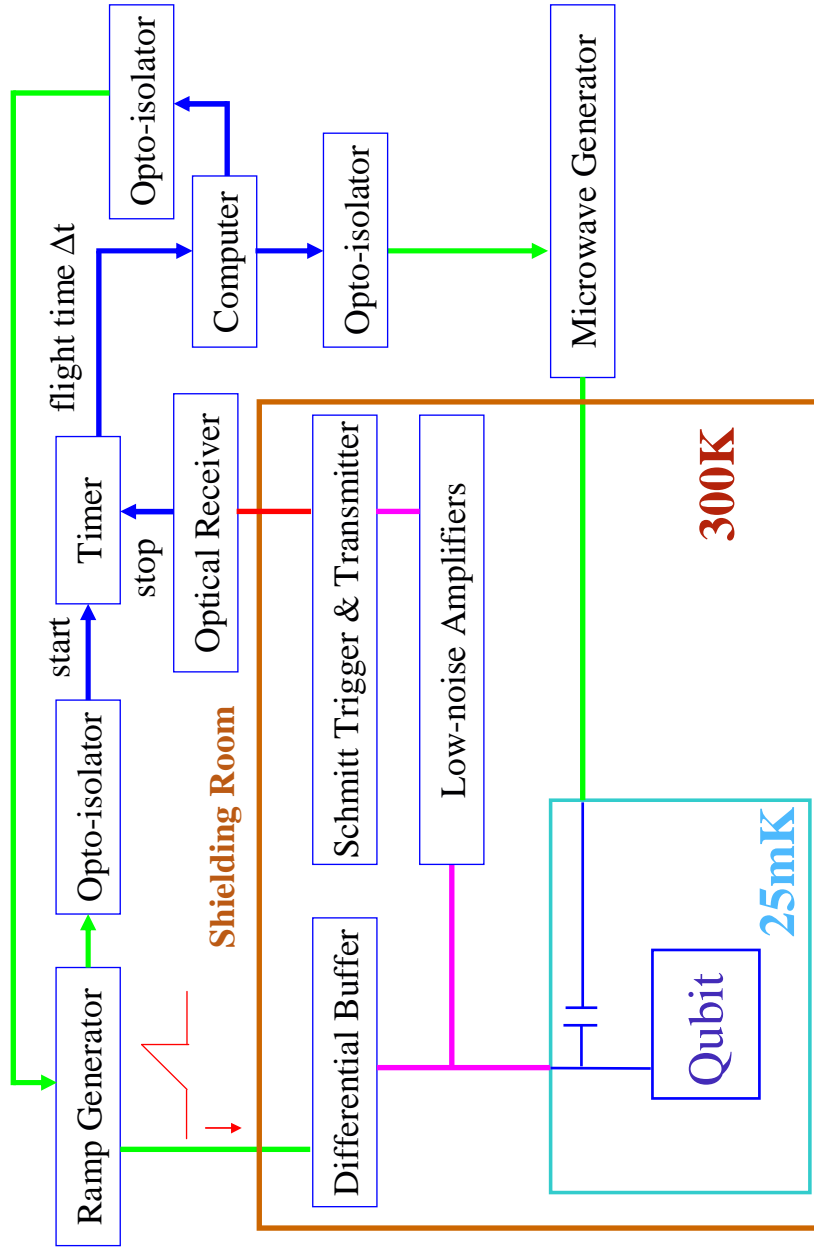 Ramp Generator
Opto-isolator
start
Timer
flight time Δt
Opto-isolator
stop
Computer
Optical Receiver
Opto-isolator
Shielding Room
Differential Buffer
Schmitt Trigger & Transmitter
Low-noise Amplifiers
Microwave Generator
300K
25mK
Qubit